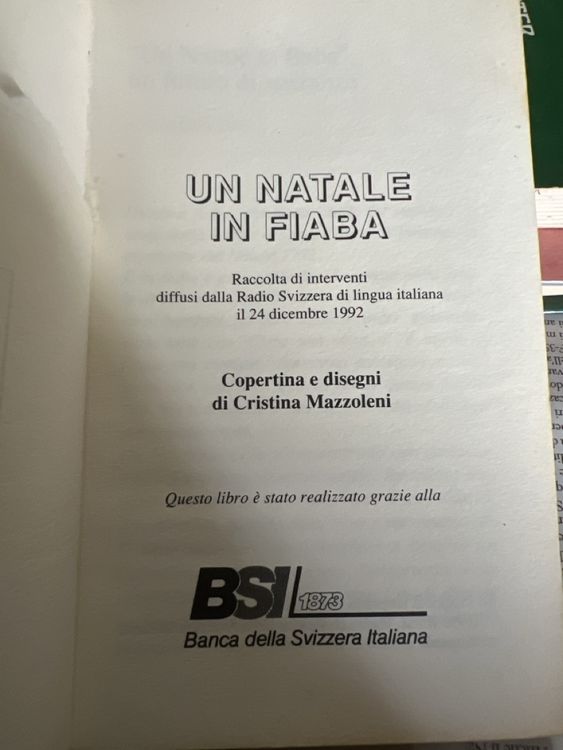 UN NATALE
IN FIABA
Raccolta di interventi
diffusi dalla Radio Svizzera di lingua italiana
il 24 dicembre 1992
Copertina e disegni
di Cristina Mazzoleni
Questo libro è stato realizzato grazie alla
BSI 1873
Banca della Svizzera Italiana